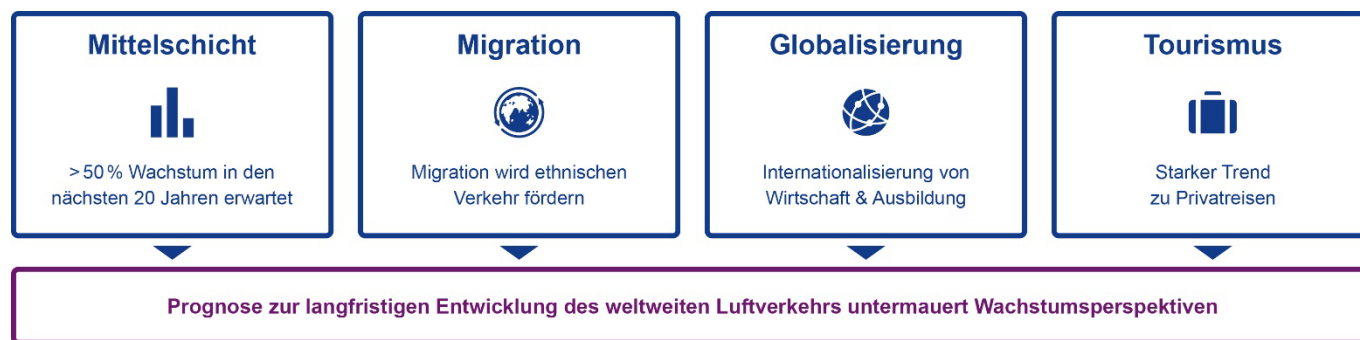 Mittelschicht
> 50 % Wachstum in den
nächsten 20 Jahren erwartet
Migration
Migration wird ethnischen
Verkehr fördern
Globalisierung
Internationalisierung von
Wirtschaft & Ausbildung
Tourismus
Starker Trend
zu Privatreisen
Prognose zur langfristigen Entwicklung des weltweiten Luftverkehrs untermauert Wachstumsperspektiven